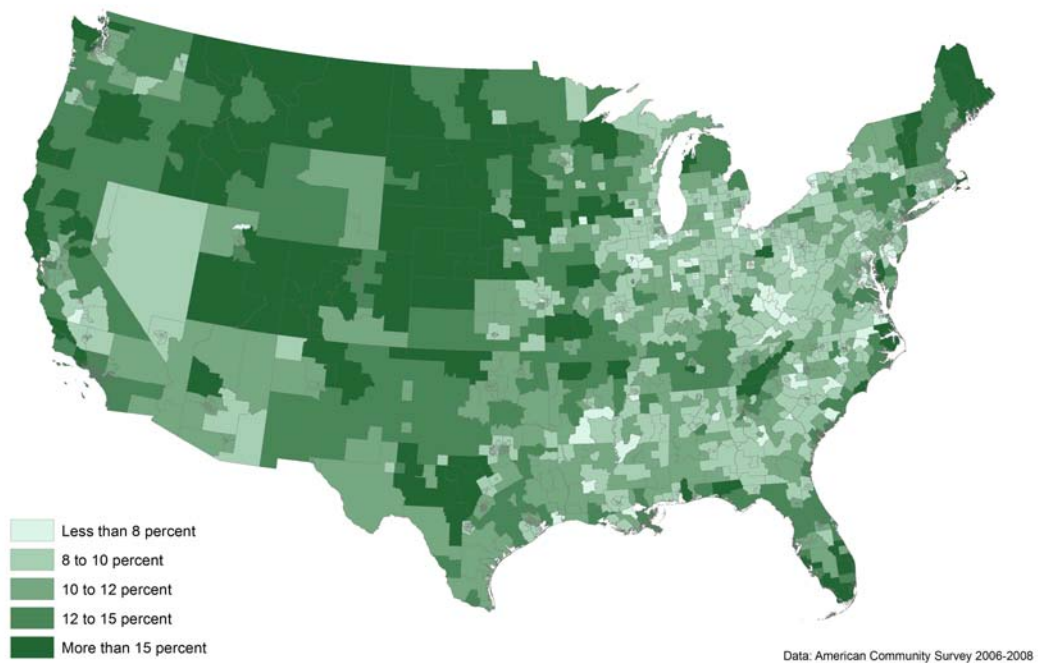 Less than 8 percent
8 to 10 percent
10 to 12 percent
12 to 15 percent
More than 15 percent
Data: American Community Survey 2006-2008